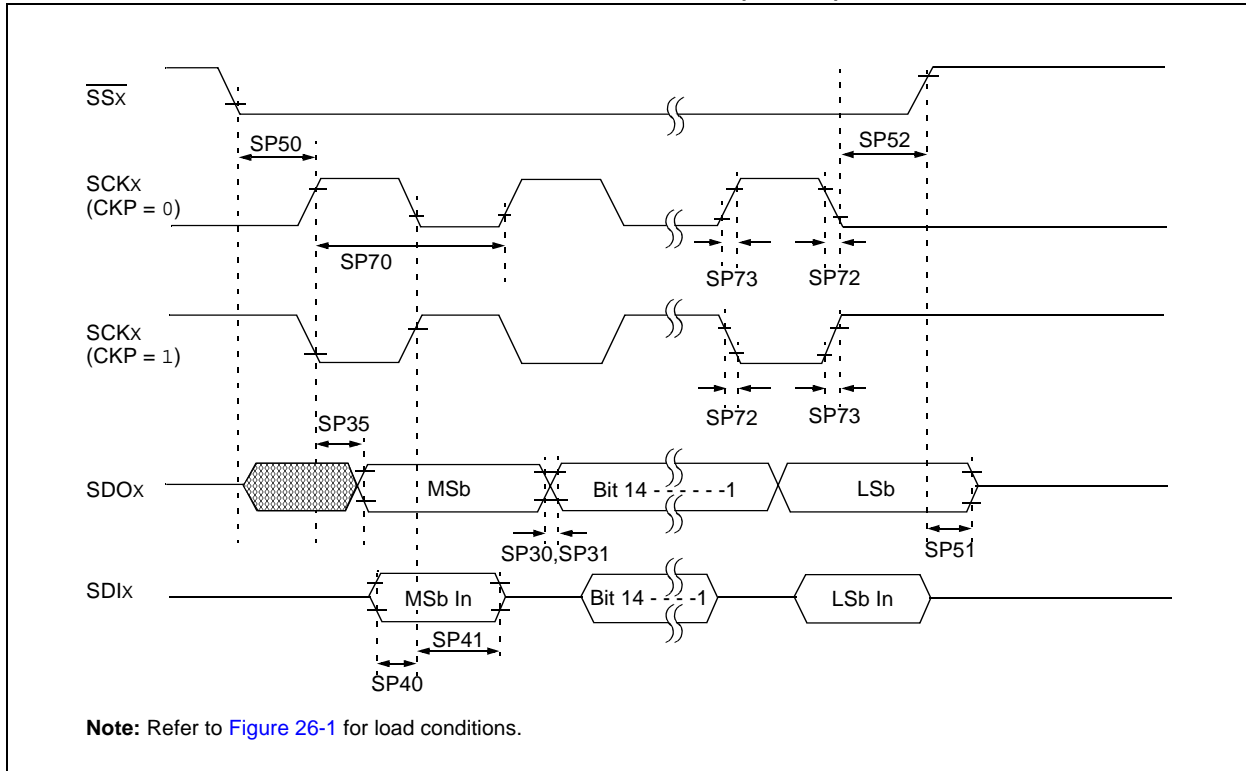 SSX
SP50
SP52
SCKX
(CKP = 0)
SP70
SP73
SP72
SCKX
(CKP = 1)
SP35
SP72
SP73
SDOX
MSb
Bit 14 - - - - - -1
LSb
SP30,SP31
SP51
SDIX
MSb In
Bit 14 - - - -1
LSb In
SP41
SP40
Note: Refer to Figure 26-1 for load conditions.